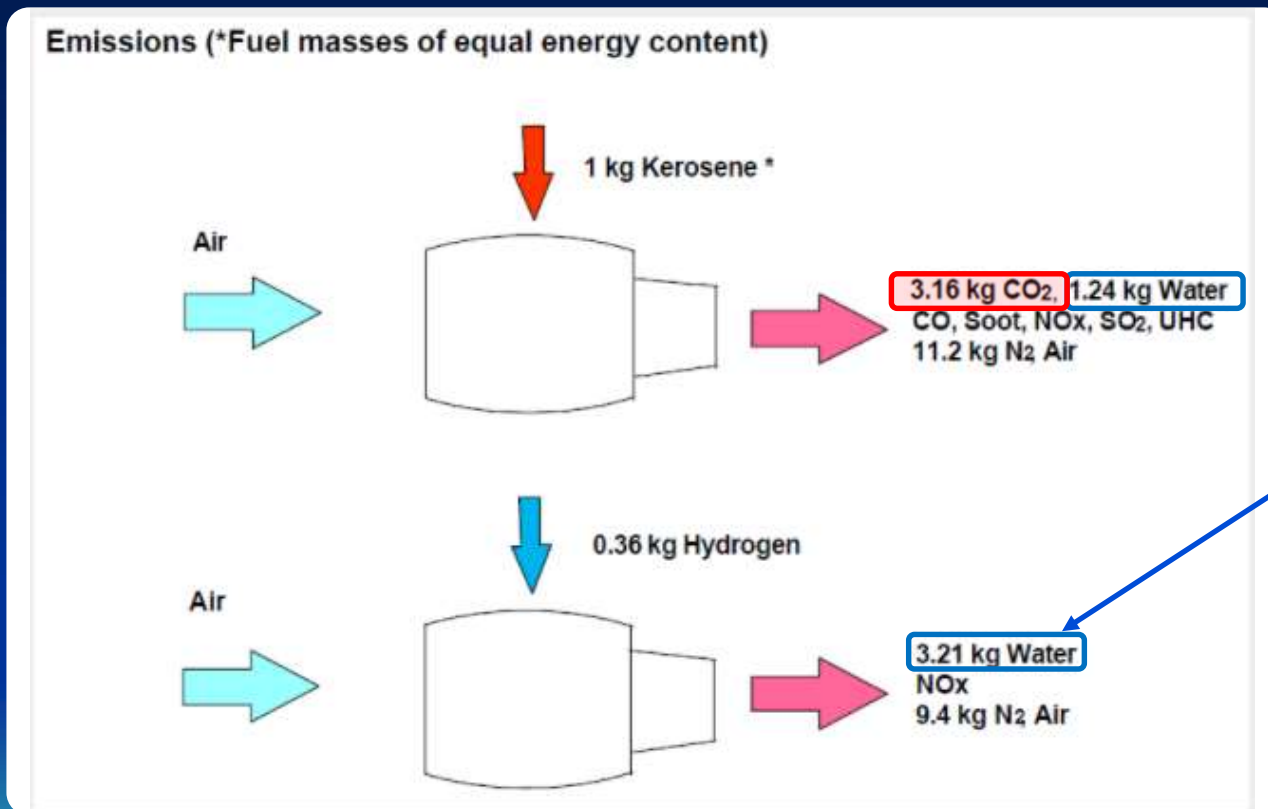 Emissions (*Fuel masses of equal energy content)
1 kg Kerosene *
Air
3.16 kg CO2, 1.24 kg Water
CO, Soot, NOx, SO2, UHC
11.2 kg N2 Air
0.36 kg Hydrogen
Air
3.21 kg Water
NOx
9.4 kg N2 Air